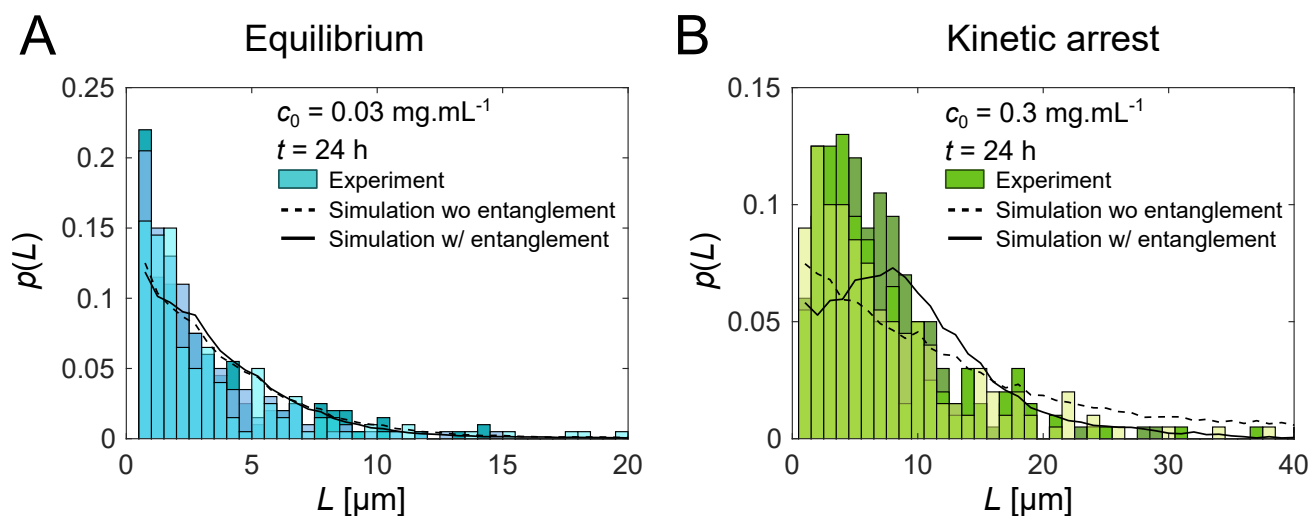 A
Equilibrium
c₀ = 0.03 mg.mL⁻¹
t = 24 h
Experiment
Simulation wo entanglement
Simulation w/ entanglement
0.25
0.2
0.15
0.1
0.05
0
p(L)
0 5 10 15 20
L [µm]
B
Kinetic arrest
c₀ = 0.3 mg.mL⁻¹
t = 24 h
Experiment
Simulation wo entanglement
Simulation w/ entanglement
0.15
0.1
0.05
0
p(L)
0 10 20 30 40
L [µm]